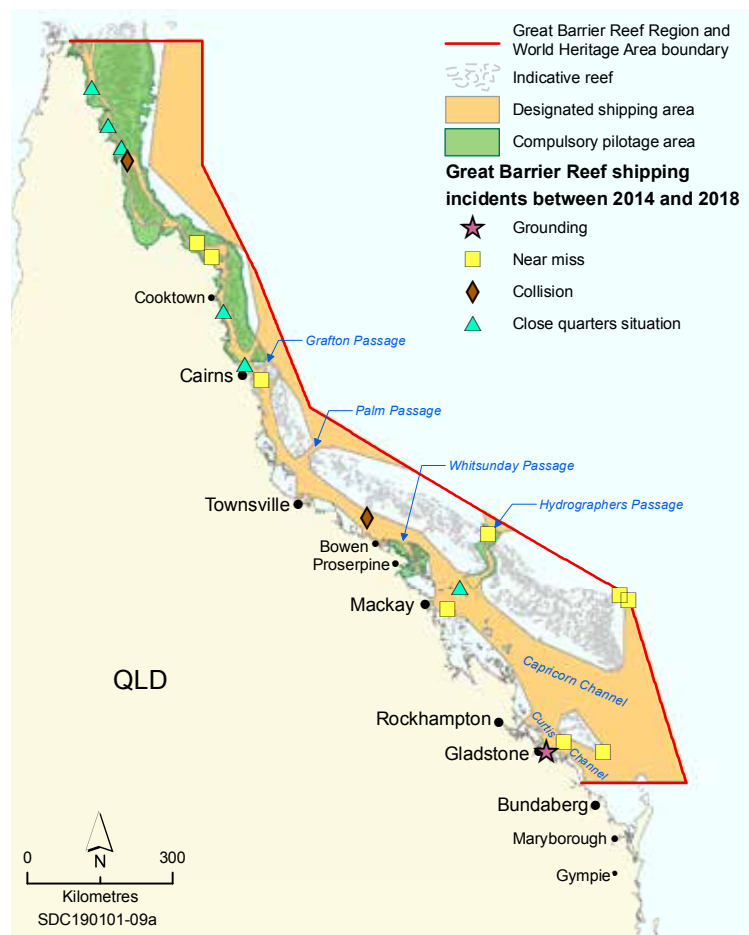 Great Barrier Reef Region and
World Heritage Area boundary
Indicative reef
Designated shipping area
Compulsory pilotage area
Great Barrier Reef shipping
incidents between 2014 and 2018
Grounding
Near miss
Collision
Close quarters situation
Cooktown
Grafton Passage
Cairns
Palm Passage
Whitsunday Passage
Townsville
Hydrographers Passage
Bowen
Proserpine
Mackay
QLD
Capricorn Channel
Rockhampton
Curtis Channel
Gladstone
Bundaberg
Maryborough
Gympie
N
0 300
Kilometres
SDC190101-09a